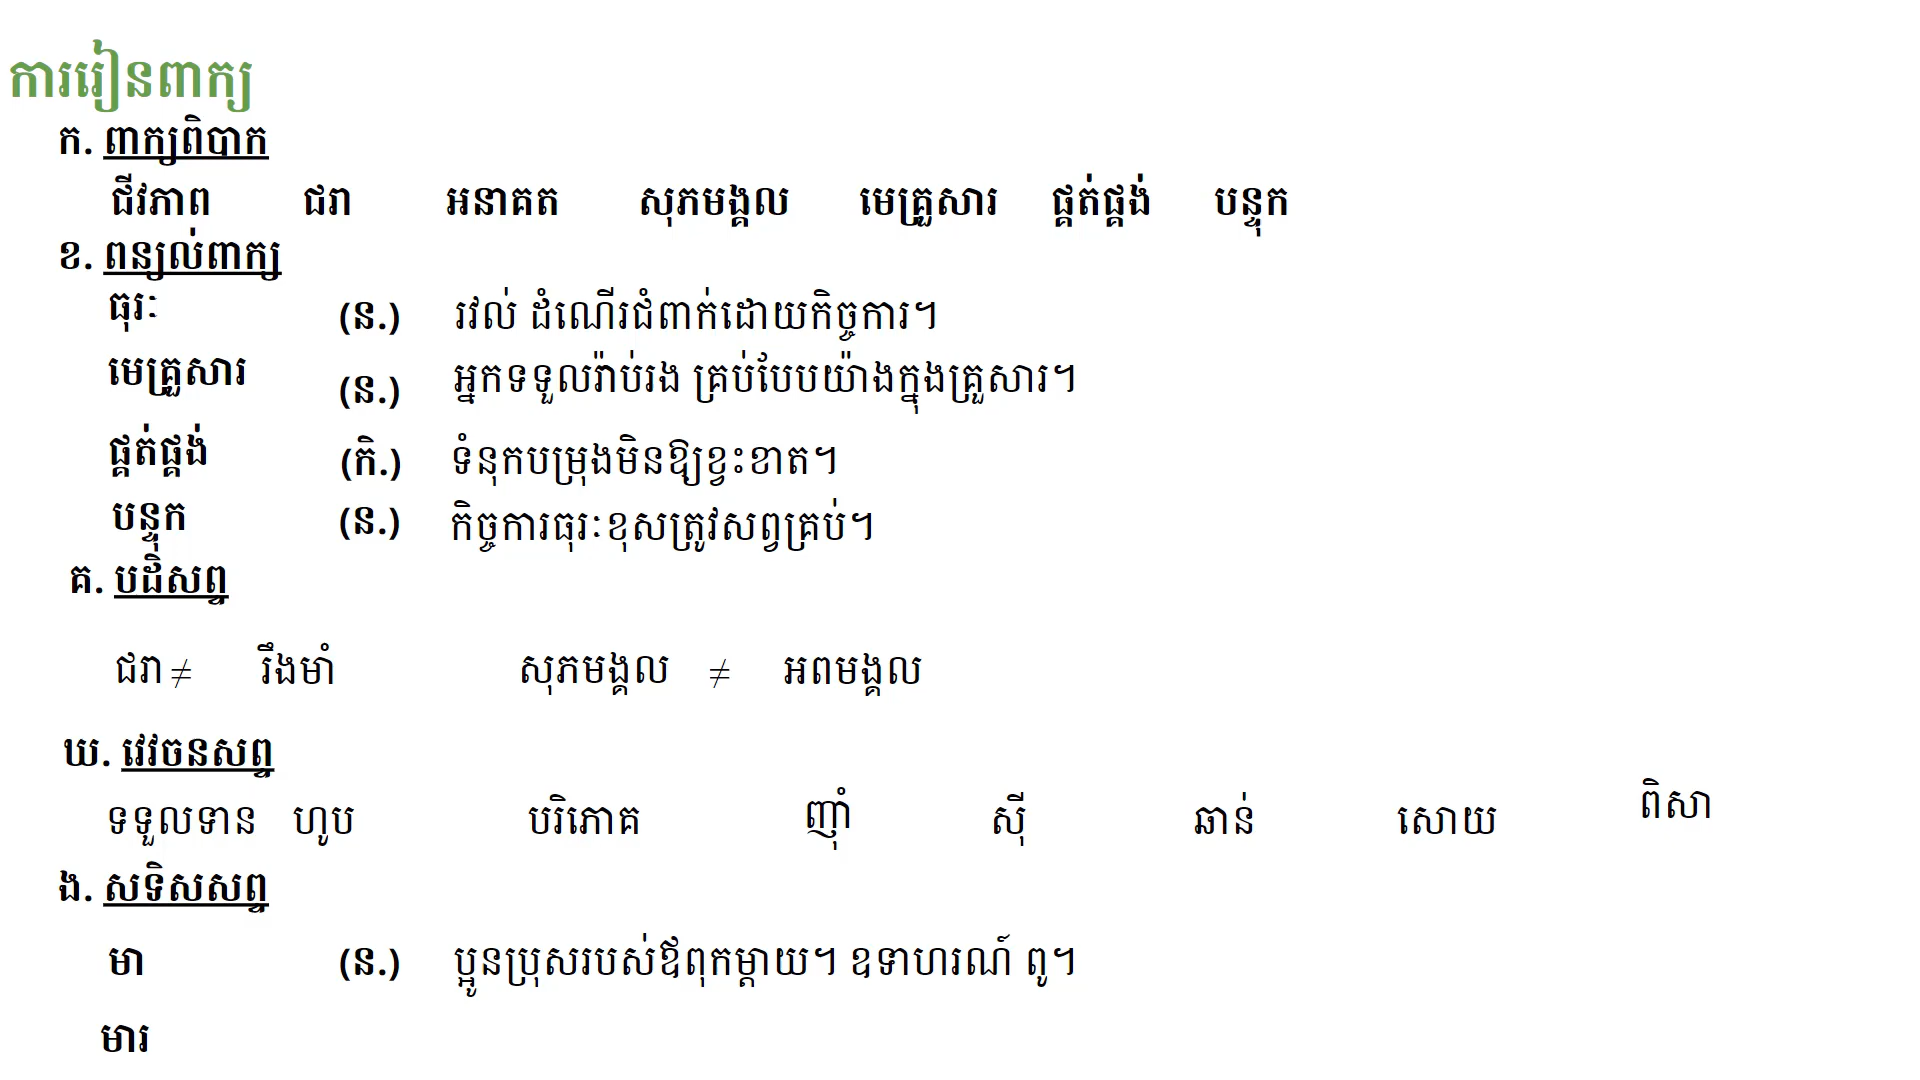 ការរៀនពាក្យ
ក. ពាក្យពិបាក
ជីវភាព ជរា អនាគត សុភមង្គល មេគ្រួសារ ផ្គត់ផ្គង់ បន្ទុក
ខ. ពន្យល់ពាក្យ
ធុរៈ (ន.) រវល់ ដំណើរជំពាក់ដោយកិច្ចការ។
មេគ្រួសារ (ន.) អ្នកទទួលរ៉ាប់រង គ្រប់បែបយ៉ាងក្នុងគ្រួសារ។
ផ្គត់ផ្គង់ (កិ.) ទំនុកបម្រុងមិនឱ្យខ្វះខាត។
បន្ទុក (ន.) កិច្ចការធុរៈខុសត្រូវសព្វគ្រប់។
គ. បដិសព្ទ
ជរា ≠ រឹងមាំ សុភមង្គល ≠ អពមង្គល
ឃ. វេវចនសព្ទ
ទទួលទាន ហូប បរិភោគ ញ៉ាំ ស៊ី ឆាន់ សោយ ពិសា
ង. សទិសសព្ទ
មា (ន.) ប្អូនប្រុសរបស់ឪពុកម្ដាយ។ ឧទាហរណ៍ ពូ។
មារ